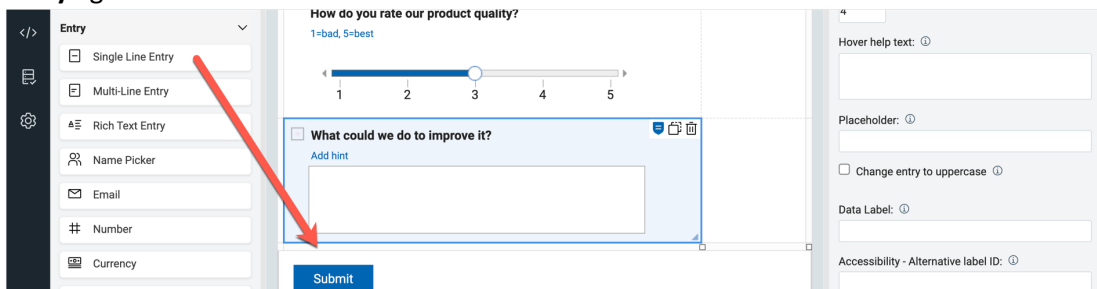 Entry
Single Line Entry
Multi-Line Entry
Rich Text Entry
Name Picker
Email
Number
Currency
How do you rate our product quality?
1=bad, 5=best
1 2 3 4 5
What could we do to improve it?
Add hint
Submit
4
Hover help text:
Placeholder:
Change entry to uppercase
Data Label:
Accessibility - Alternative label ID: